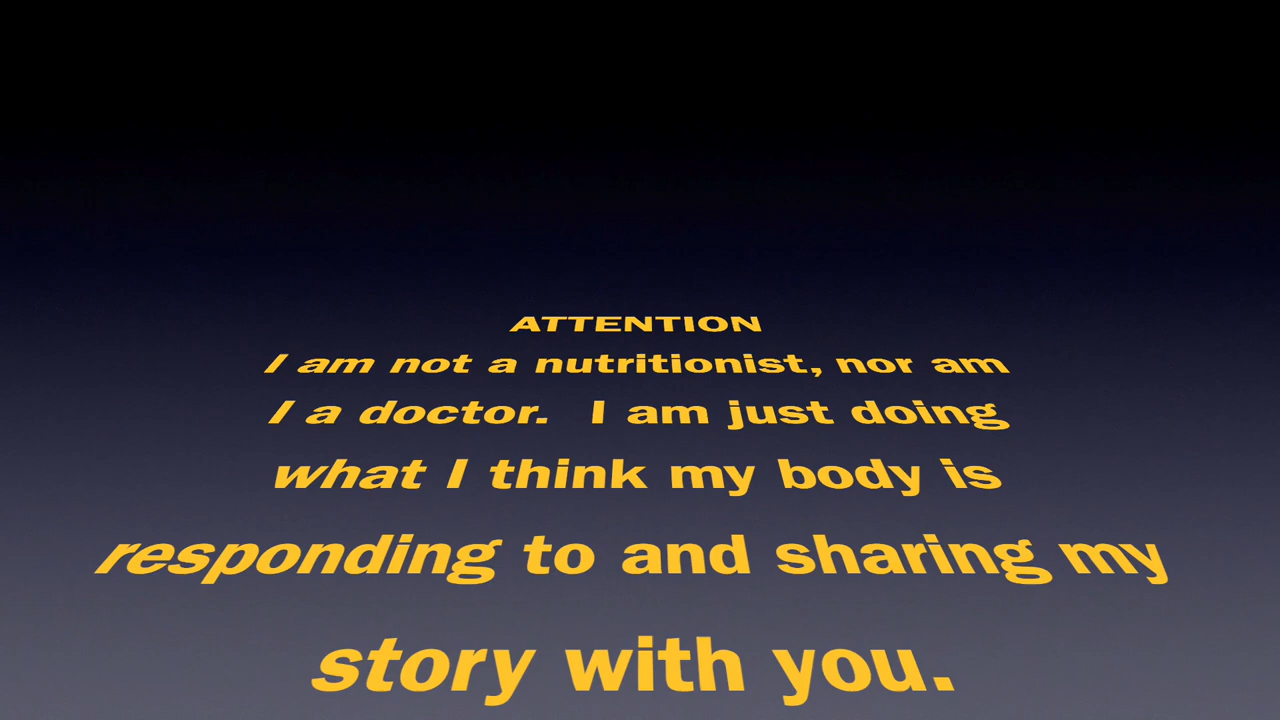 ATTENTION
I am not a nutritionist, nor am
I a doctor.  I am just doing
what I think my body is
responding to and sharing my
story with you.